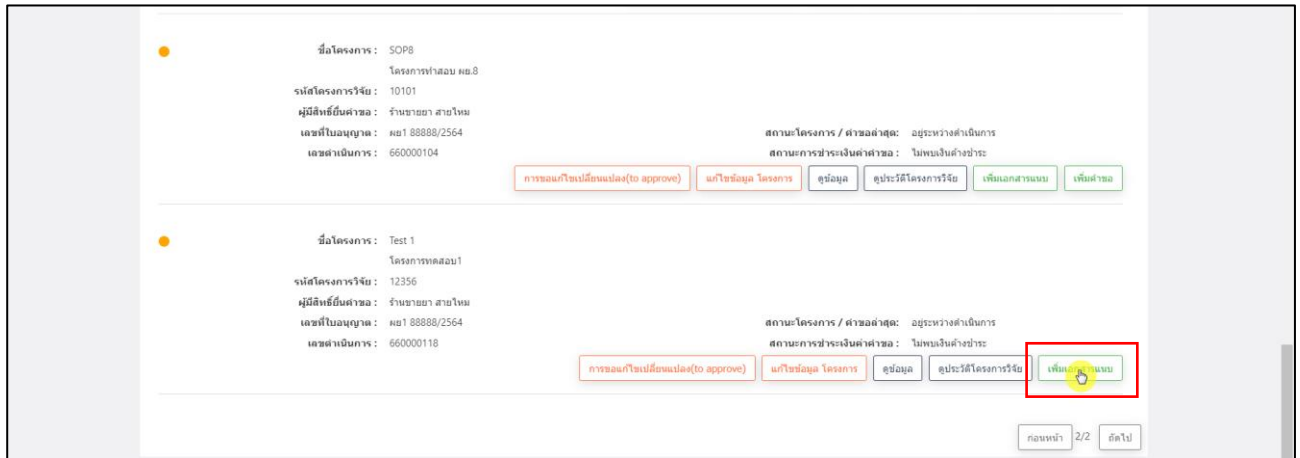 ชื่อโครงการ : SOP8
โครงการทำสอบ ผย.8
รหัสโครงการวิจัย : 10101
ผู้มีสิทธิ์ยื่นคำขอ : ร้านขายยา สายไหม
เลขที่ใบอนุญาต : ผย1 88888/2564 สถานะโครงการ / คำขอล่าสุด: อยู่ระหว่างดำเนินการ
เลขดำเนินการ : 660000104 สถานะการชำระเงินค่าคำขอ : ไม่พบเงินค้างชำระ
การขอแก้ไขเปลี่ยนแปลง(to approve) แก้ไขข้อมูล โครงการ ดูข้อมูล ดูประวัติโครงการวิจัย เพิ่มเอกสารแนบ เพิ่มคำขอ
ชื่อโครงการ : Test 1
โครงการทดสอบ1
รหัสโครงการวิจัย : 12356
ผู้มีสิทธิ์ยื่นคำขอ : ร้านขายยา สายไหม
เลขที่ใบอนุญาต : ผย1 88888/2564 สถานะโครงการ / คำขอล่าสุด: อยู่ระหว่างดำเนินการ
เลขดำเนินการ : 660000118 สถานะการชำระเงินค่าคำขอ : ไม่พบเงินค้างชำระ
การขอแก้ไขเปลี่ยนแปลง(to approve) แก้ไขข้อมูล โครงการ ดูข้อมูล ดูประวัติโครงการวิจัย เพิ่มเอกสารแนบ
ก่อนหน้า 2/2 ถัดไป